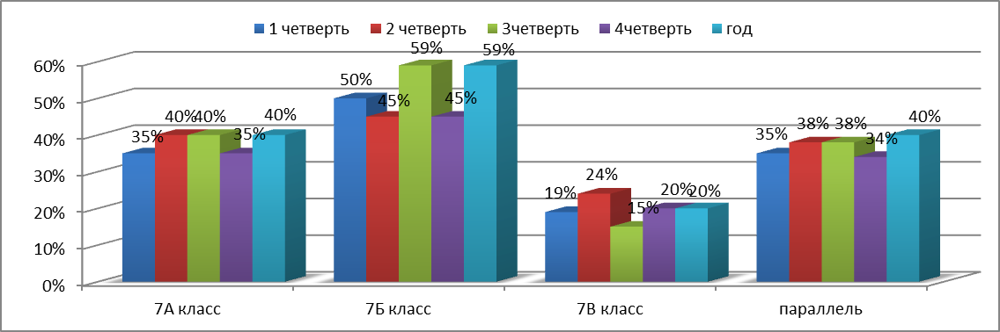 1 четверть 2 четверть 3четверть 4четверть год
60%
50%
40%
30%
20%
10%
0%
35% 40% 40% 35% 40%
50% 45% 59% 45% 59%
19% 24% 15% 20% 20%
35% 38% 38% 34% 40%
7А класс 7Б класс 7В класс параллель